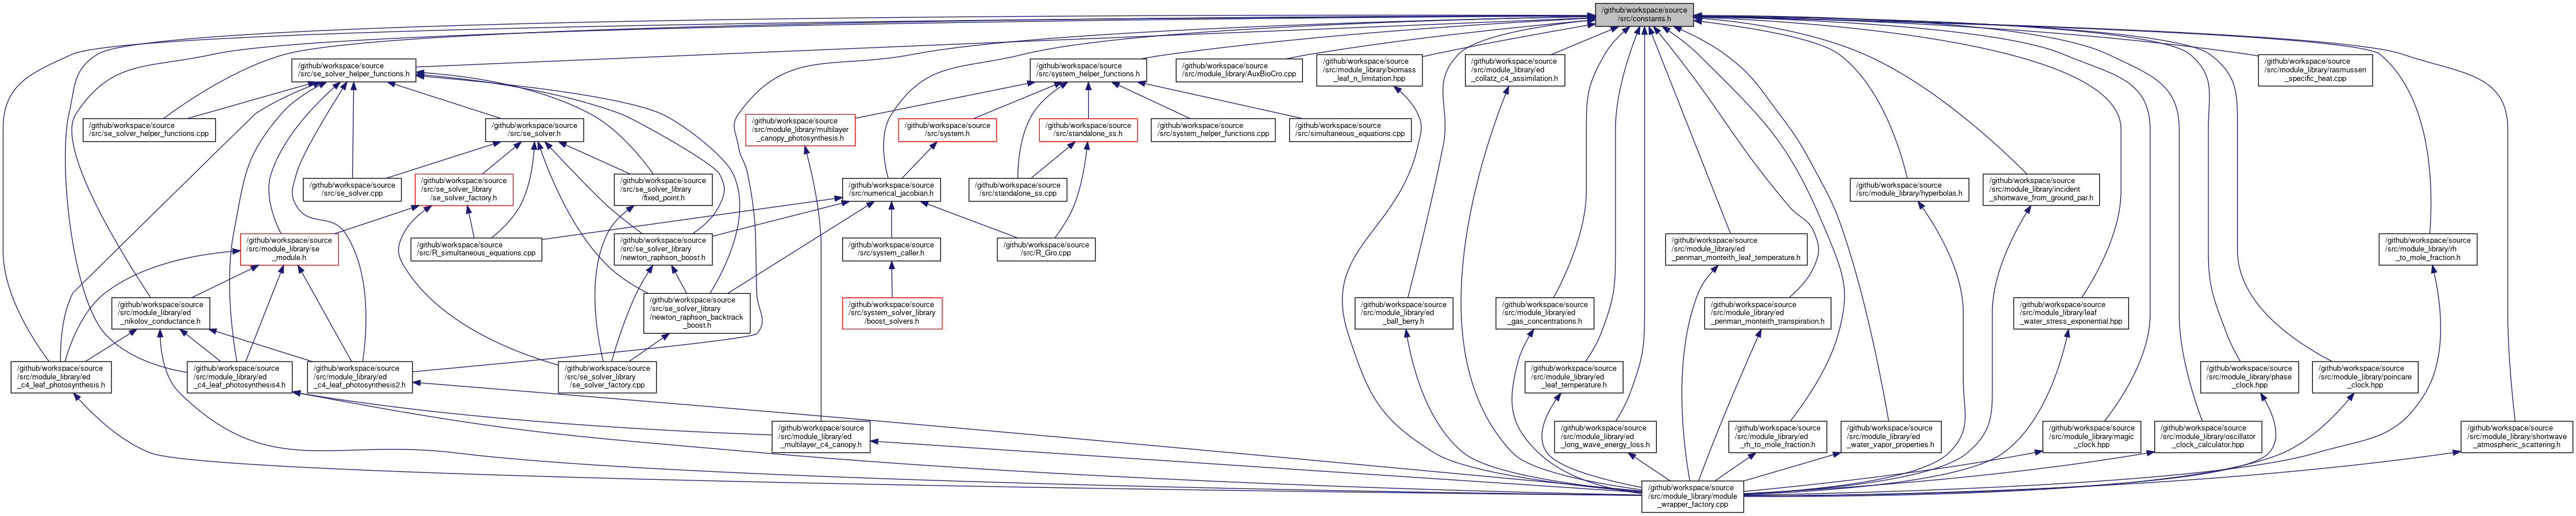 /github/workspace/source
/src/constants.h
/github/workspace/source
/src/se_solver_helper_functions.h
/github/workspace/source
/src/system_helper_functions.h
/github/workspace/source
/src/module_library/AuxBioCro.cpp
/github/workspace/source
/src/module_library/biomass
_leaf_n_limitation.hpp
/github/workspace/source
/src/module_library/ed
_collatz_c4_assimilation.h
/github/workspace/source
/src/module_library/rasmussen
_specific_heat.cpp
/github/workspace/source
/src/se_solver_helper_functions.cpp
/github/workspace/source
/src/se_solver.h
/github/workspace/source
/src/module_library/multilayer
_canopy_photosynthesis.h
/github/workspace/source
/src/system.h
/github/workspace/source
/src/standalone_ss.h
/github/workspace/source
/src/system_helper_functions.cpp
/github/workspace/source
/src/simultaneous_equations.cpp
/github/workspace/source
/src/se_solver.cpp
/github/workspace/source
/src/se_solver_library
/se_solver_factory.h
/github/workspace/source
/src/se_solver_library
/fixed_point.h
/github/workspace/source
/src/numerical_jacobian.h
/github/workspace/source
/src/standalone_ss.cpp
/github/workspace/source
/src/module_library/hyperbolas.h
/github/workspace/source
/src/module_library/incident
_shortwave_from_ground_par.h
/github/workspace/source
/src/module_library/se
_module.h
/github/workspace/source
/src/R_simultaneous_equations.cpp
/github/workspace/source
/src/se_solver_library
/newton_raphson_boost.h
/github/workspace/source
/src/system_caller.h
/github/workspace/source
/src/R_Gro.cpp
/github/workspace/source
/src/module_library/ed
_penman_monteith_leaf_temperature.h
/github/workspace/source
/src/module_library/rh
_to_mole_fraction.h
/github/workspace/source
/src/module_library/ed
_nikolov_conductance.h
/github/workspace/source
/src/se_solver_library
/newton_raphson_backtrack
_boost.h
/github/workspace/source
/src/system_solver_library
/boost_solvers.h
/github/workspace/source
/src/module_library/ed
_ball_berry.h
/github/workspace/source
/src/module_library/ed
_gas_concentrations.h
/github/workspace/source
/src/module_library/ed
_penman_monteith_transpiration.h
/github/workspace/source
/src/module_library/leaf
_water_stress_exponential.hpp
/github/workspace/source
/src/module_library/ed
_c4_leaf_photosynthesis.h
/github/workspace/source
/src/module_library/ed
_c4_leaf_photosynthesis4.h
/github/workspace/source
/src/module_library/ed
_c4_leaf_photosynthesis2.h
/github/workspace/source
/src/se_solver_library
/se_solver_factory.cpp
/github/workspace/source
/src/module_library/ed
_leaf_temperature.h
/github/workspace/source
/src/module_library/phase
_clock.hpp
/github/workspace/source
/src/module_library/poincare
_clock.hpp
/github/workspace/source
/src/module_library/ed
_multilayer_c4_canopy.h
/github/workspace/source
/src/module_library/ed
_long_wave_energy_loss.h
/github/workspace/source
/src/module_library/ed
_rh_to_mole_fraction.h
/github/workspace/source
/src/module_library/ed
_water_vapor_properties.h
/github/workspace/source
/src/module_library/magic
_clock.hpp
/github/workspace/source
/src/module_library/oscillator
_clock_calculator.hpp
/github/workspace/source
/src/module_library/shortwave
_atmospheric_scattering.h
/github/workspace/source
/src/module_library/module
_wrapper_factory.cpp